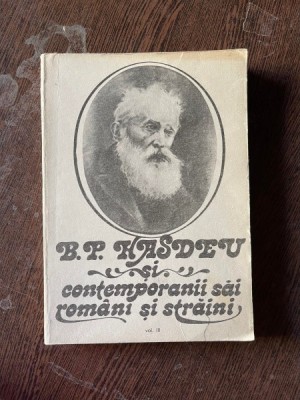 B. P. HASDEU
și
contemporanii săi
români și străini